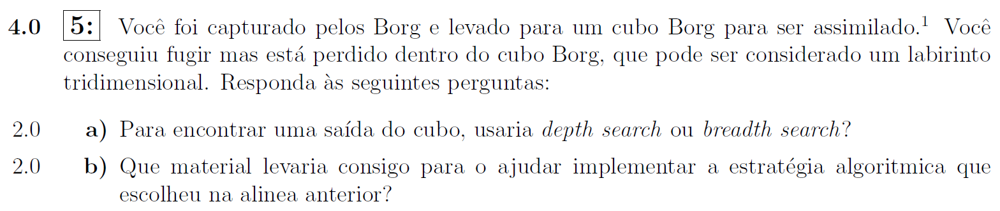 4.0 5: Você foi capturado pelos Borg e levado para um cubo Borg para ser assimilado.¹ Você
conseguiu fugir mas está perdido dentro do cubo Borg, que pode ser considerado um labirinto
tridimensional. Responda às seguintes perguntas:
2.0 a) Para encontrar uma saída do cubo, usaria depth search ou breadth search?
2.0 b) Que material levaria consigo para o ajudar implementar a estratégia algoritmica que
escolheu na alinea anterior?